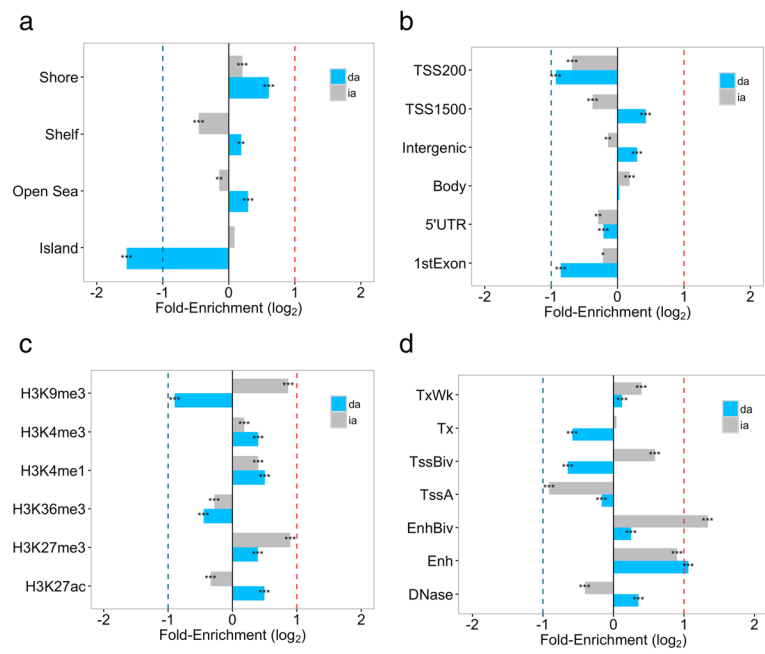 a
Shore
Shelf
Open Sea
Island
***
***
***
**
**
***
***
da
ia
-2 -1 0 1 2
Fold-Enrichment (log2)
b
TSS200
TSS1500
Intergenic
Body
5'UTR
1stExon
***
***
***
***
**
***
***
**
***
*
***
da
ia
-2 -1 0 1 2
Fold-Enrichment (log2)
c
H3K9me3
H3K4me3
H3K4me1
H3K36me3
H3K27me3
H3K27ac
***
***
***
***
***
***
***
***
***
***
***
***
da
ia
-2 -1 0 1 2
Fold-Enrichment (log2)
d
TxWk
Tx
TssBiv
TssA
EnhBiv
Enh
DNase
***
***
***
***
***
***
***
***
***
***
***
***
***
da
ia
-2 -1 0 1 2
Fold-Enrichment (log2)